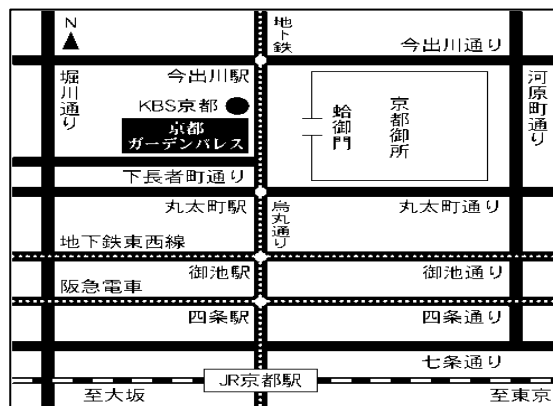 N
地下鉄
今出川通り
今出川駅
堀川通り
河原町通り
KBS京都
京都
ガーデンパレス
蛤御門
京都御所
下長者町通り
丸太町駅
烏丸通り
丸太町通り
地下鉄東西線
御池駅
御池通り
阪急電車
四条駅
四条通り
七条通り
JR京都駅
至大坂
至東京